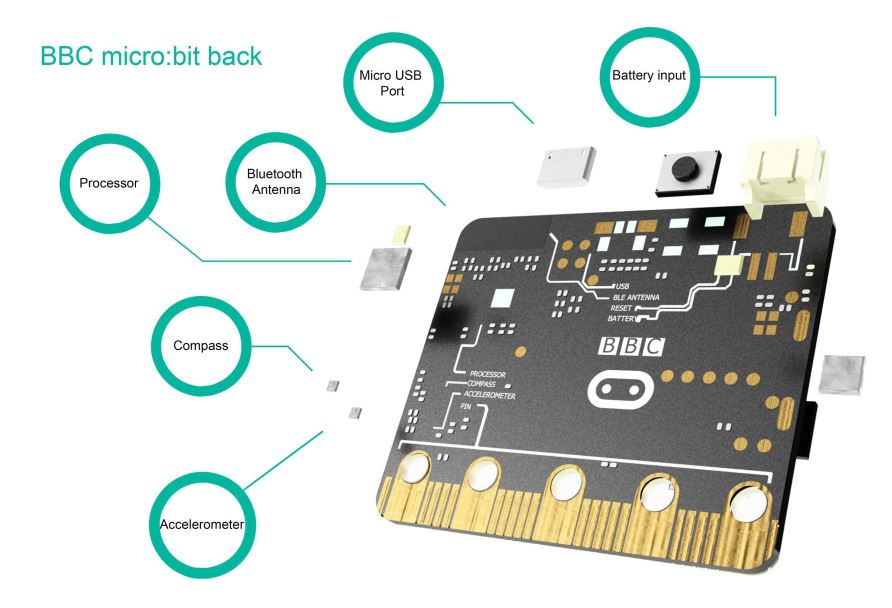 BBC micro:bit back
Micro USB
Port
Battery input
Processor
Bluetooth
Antenna
Compass
Accelerometer
USB
BLE ANTENNA
RESET
BATTERY
BBC
PROCESSOR
COMPASS
ACCELEROMETER
PIN